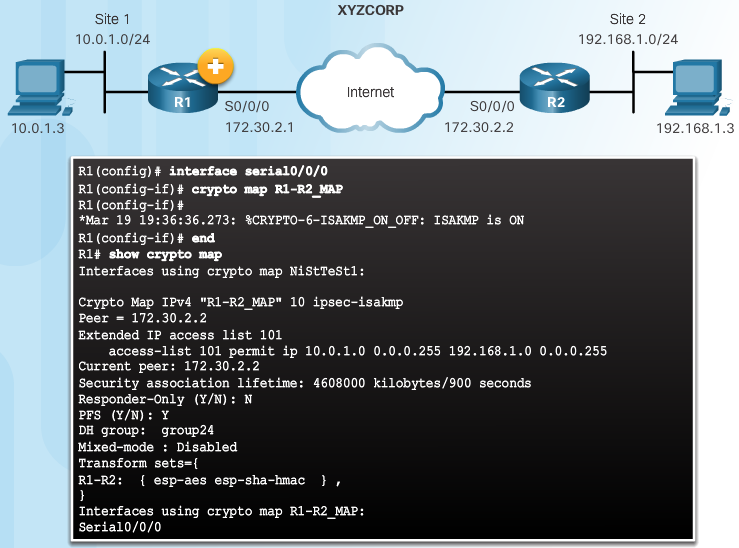 XYZCORP
Site 1
10.0.1.0/24
Site 2
192.168.1.0/24
R1
Internet
R2
S0/0/0
172.30.2.1
S0/0/0
172.30.2.2
10.0.1.3
192.168.1.3
R1(config)# interface serial0/0/0
R1(config-if)# crypto map R1-R2_MAP
R1(config-if)#
*Mar 19 19:36:36.273: %CRYPTO-6-ISAKMP_ON_OFF: ISAKMP is ON
R1(config-if)# end
R1# show crypto map
Interfaces using crypto map NiStTeSt1:

Crypto Map IPv4 "R1-R2_MAP" 10 ipsec-isakmp
Peer = 172.30.2.2
Extended IP access list 101
    access-list 101 permit ip 10.0.1.0 0.0.0.255 192.168.1.0 0.0.0.255
Current peer: 172.30.2.2
Security association lifetime: 4608000 kilobytes/900 seconds
Responder-Only (Y/N): N
PFS (Y/N): Y
DH group:  group24
Mixed-mode : Disabled
Transform sets={
R1-R2:  { esp-aes esp-sha-hmac  } ,
}
Interfaces using crypto map R1-R2_MAP:
Serial0/0/0